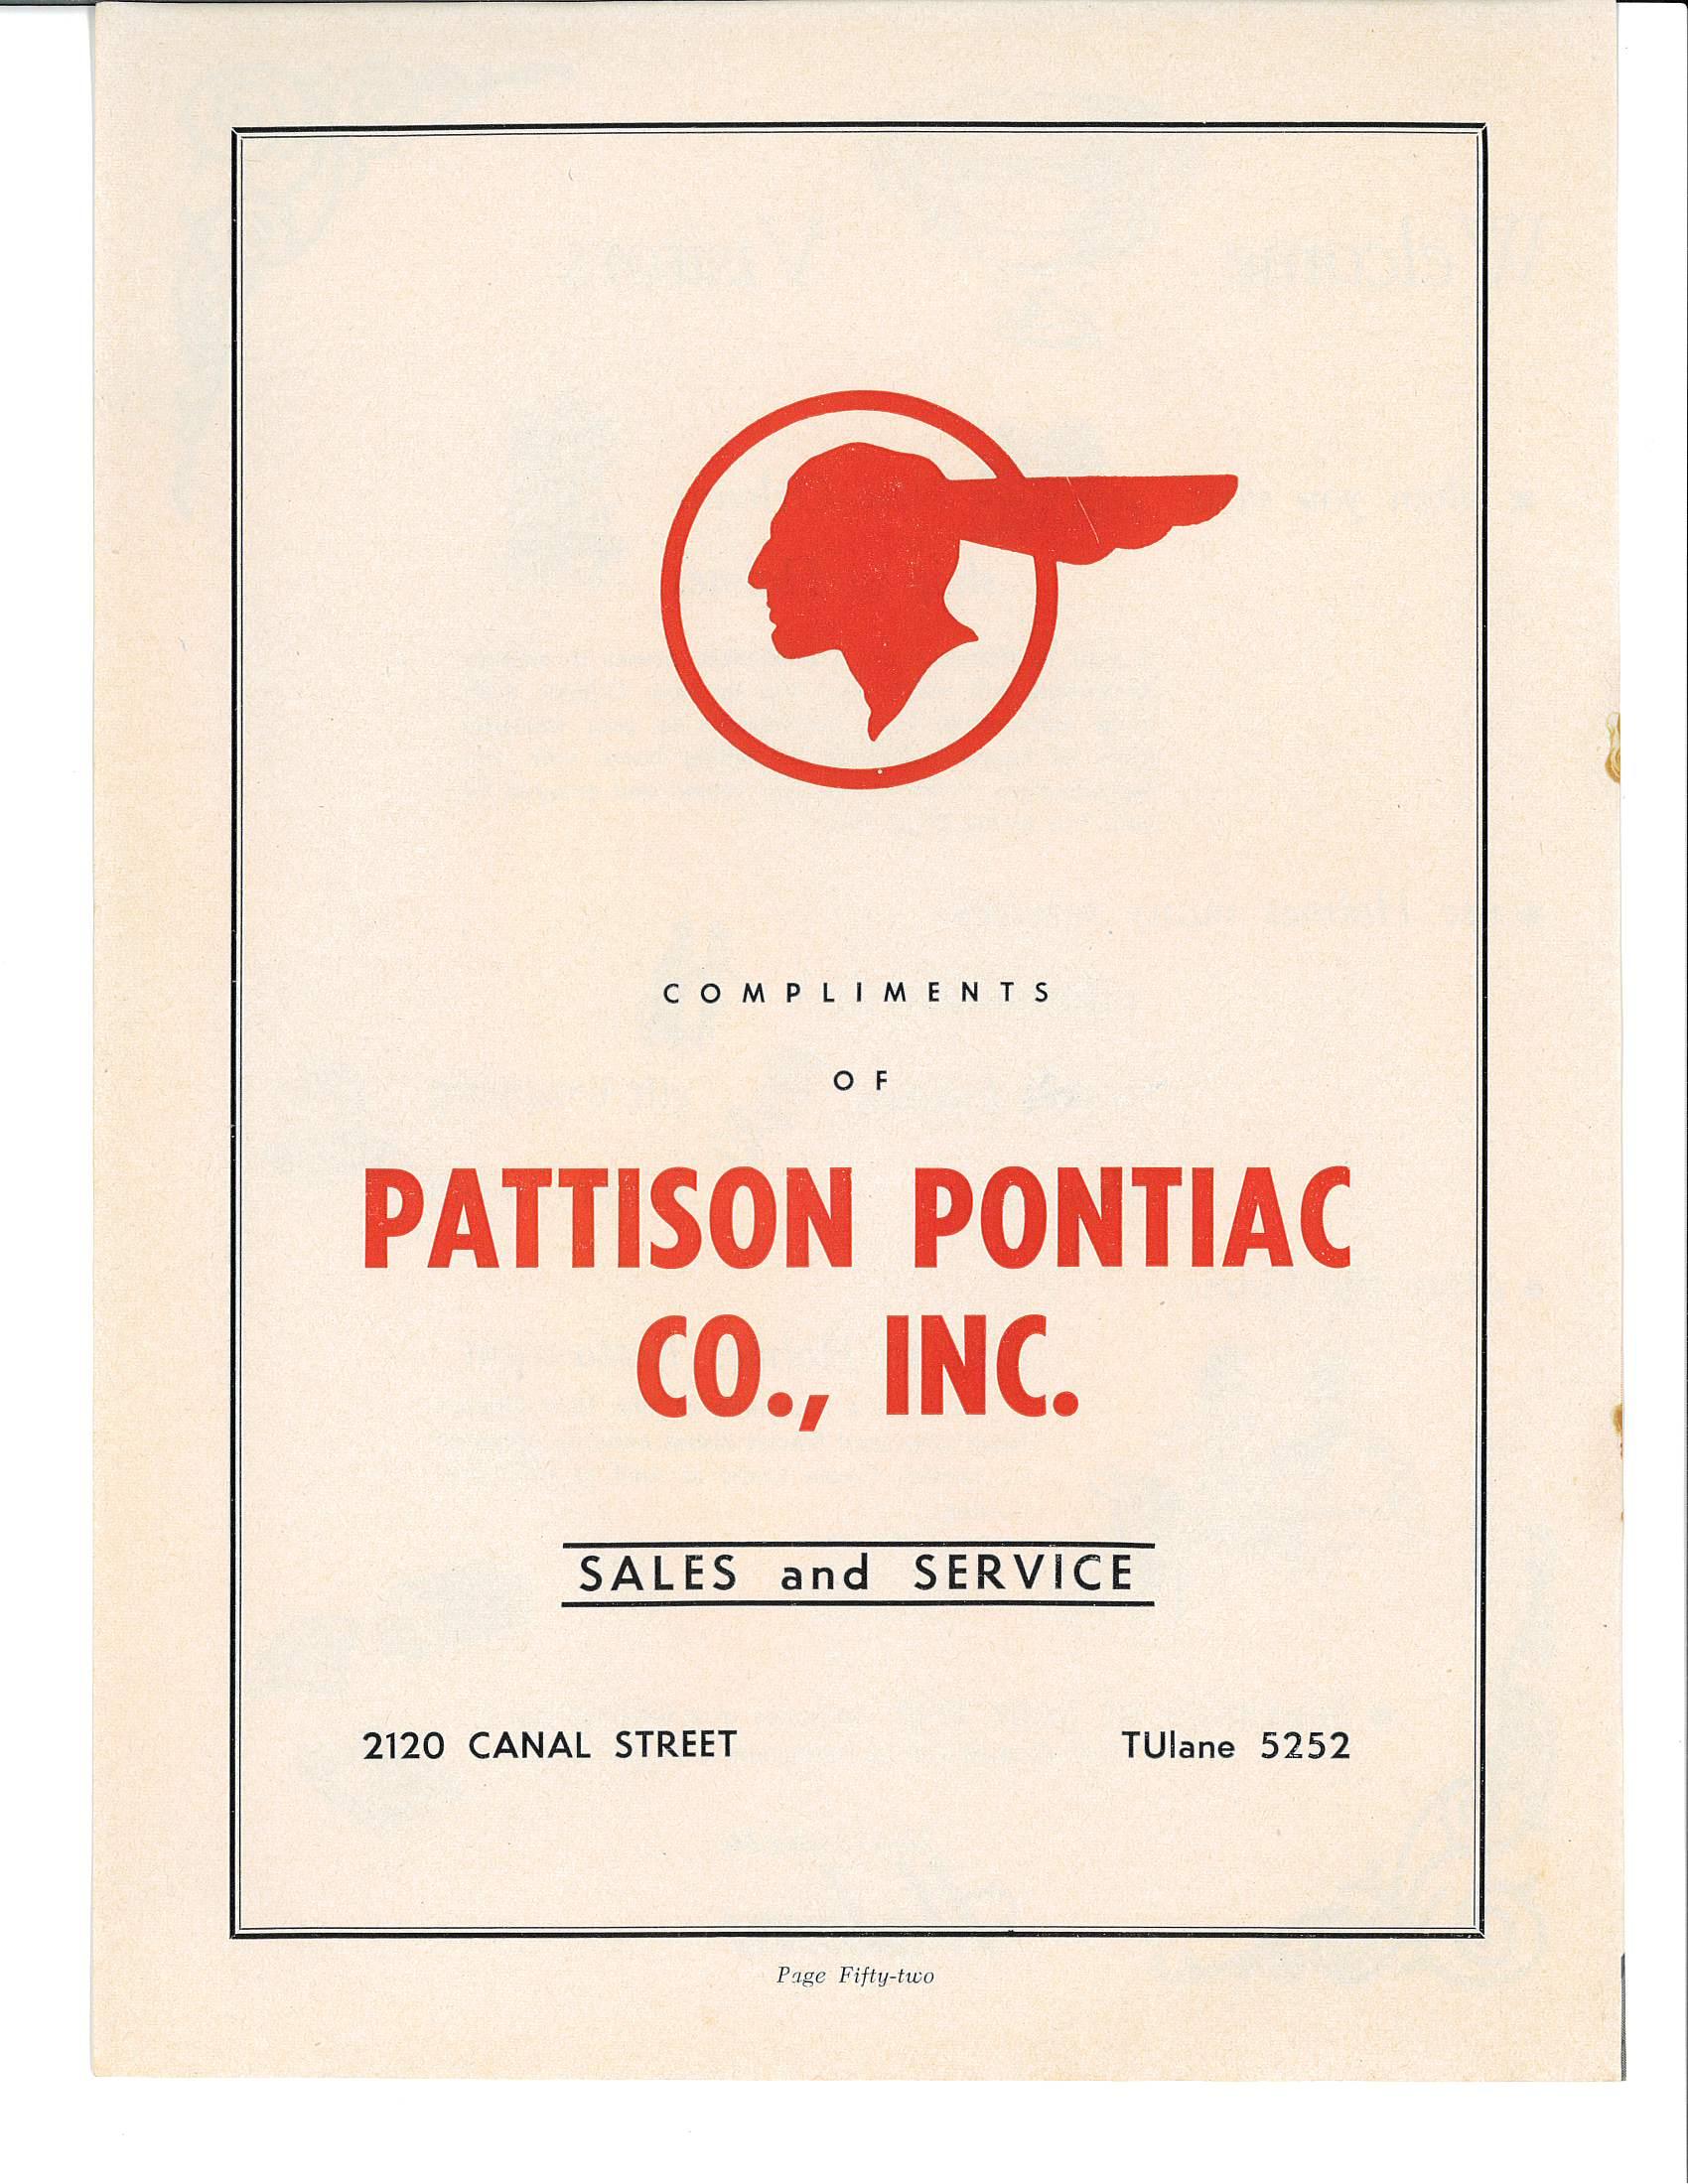 COMPLIMENTS
OF
PATTISON PONTIAC
CO., INC.
SALES and SERVICE
2120 CANAL STREET TUlane 5252
Page Fifty-two